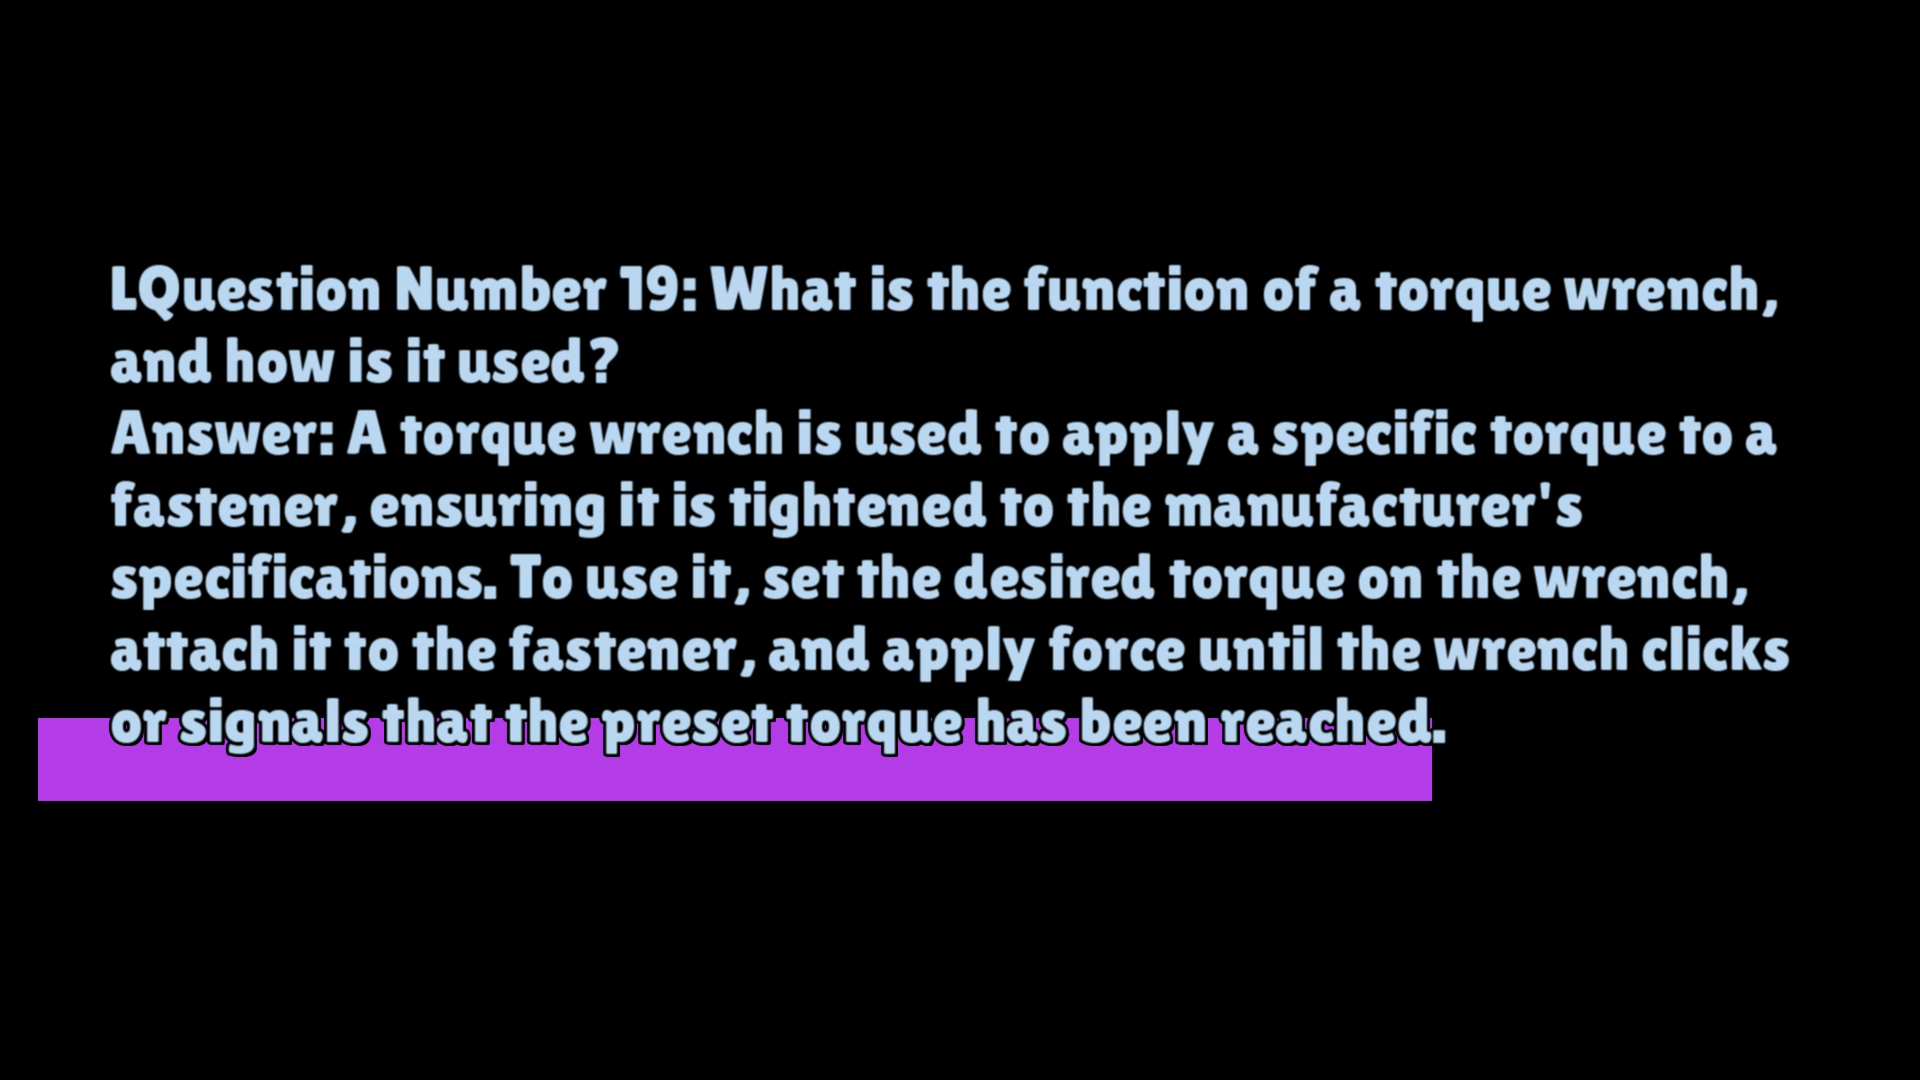 LQuestion Number 19: What is the function of a torque wrench,
and how is it used?
Answer: A torque wrench is used to apply a specific torque to a
fastener, ensuring it is tightened to the manufacturer's
specifications. To use it, set the desired torque on the wrench,
attach it to the fastener, and apply force until the wrench clicks
or signals that the preset torque has been reached.